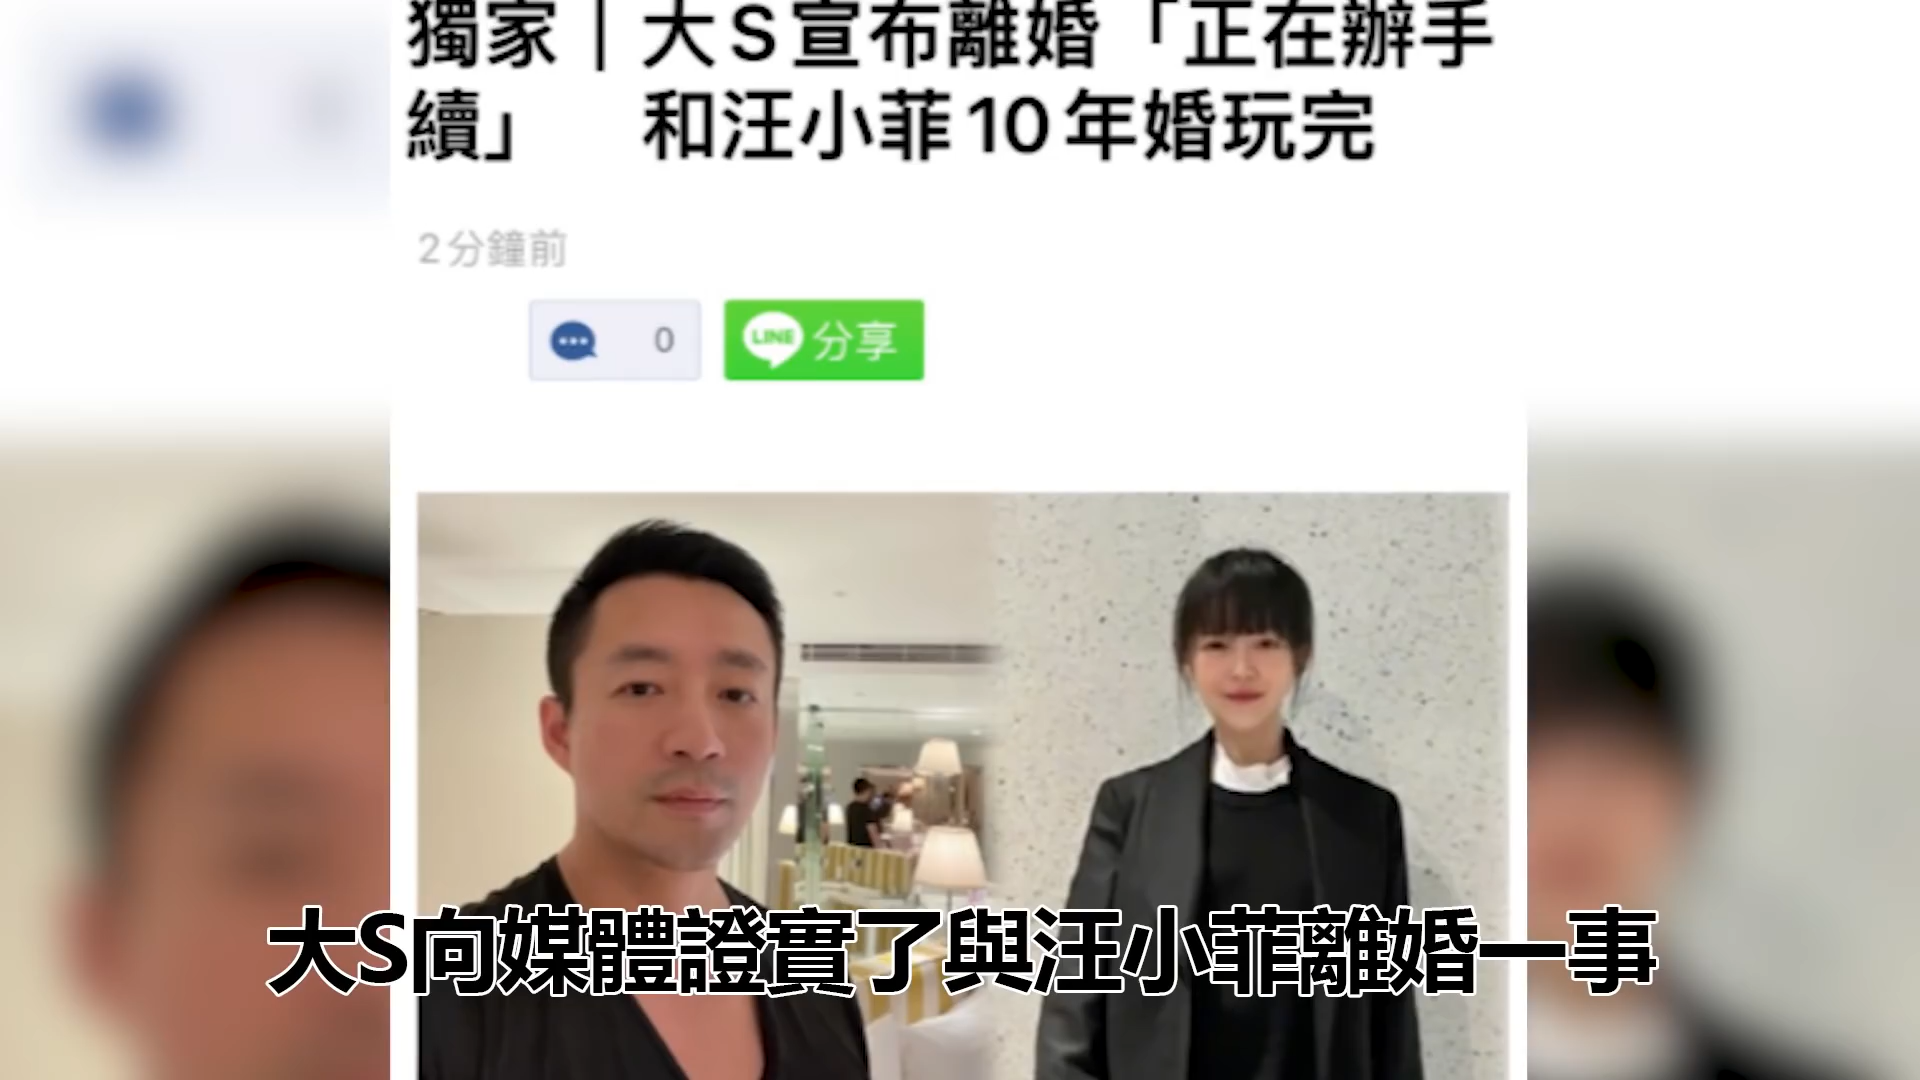 獨家｜大S宣布離婚「正在辦手
續」　和汪小菲10年婚玩完
2分鐘前
0
LINE 分享
大S向媒體證實了與汪小菲離婚一事